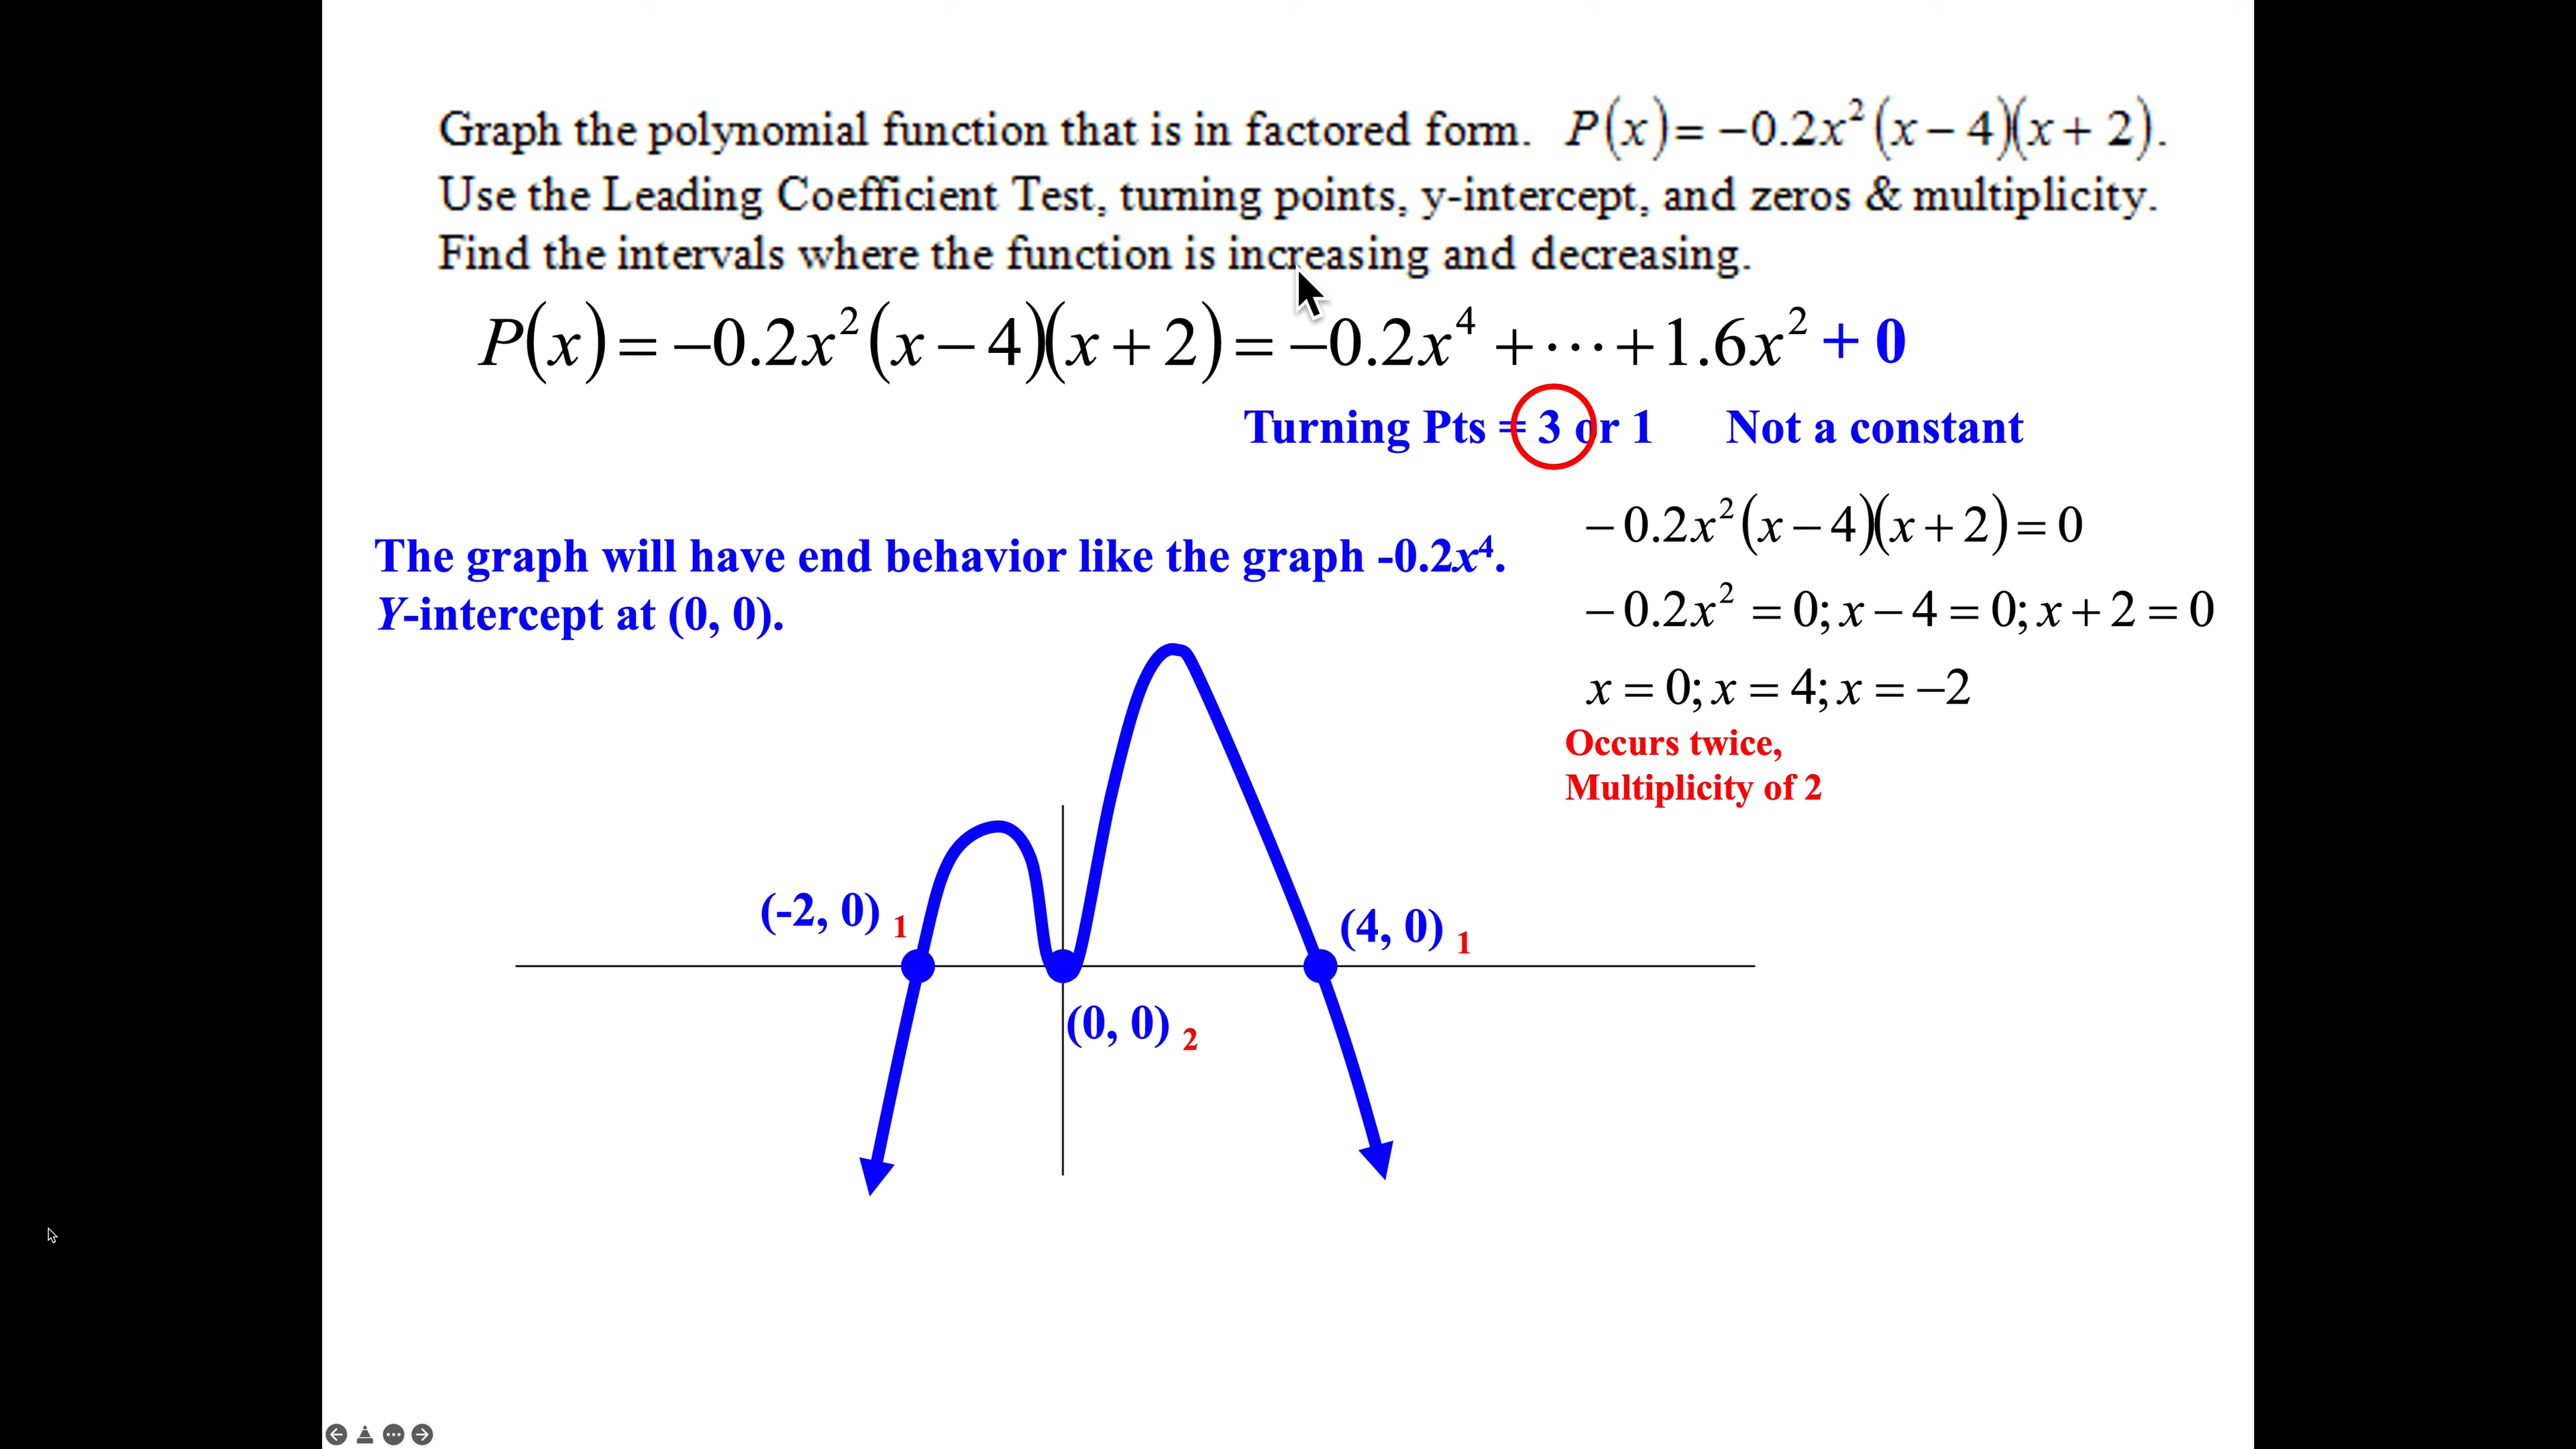 Graph the polynomial function that is in factored form. P(x) = −0.2x²(x − 4)(x + 2).
Use the Leading Coefficient Test, turning points, y-intercept, and zeros & multiplicity.
Find the intervals where the function is increasing and decreasing.
P(x) = −0.2x²(x − 4)(x + 2) = −0.2x⁴ + ⋯ + 1.6x² + 0
Turning Pts = 3 or 1 Not a constant
− 0.2x²(x − 4)(x + 2) = 0
The graph will have end behavior like the graph -0.2x⁴.
Y-intercept at (0, 0).
− 0.2x² = 0; x − 4 = 0; x + 2 = 0
x = 0; x = 4; x = −2
Occurs twice,
Multiplicity of 2
(-2, 0) 1
(4, 0) 1
(0, 0) 2